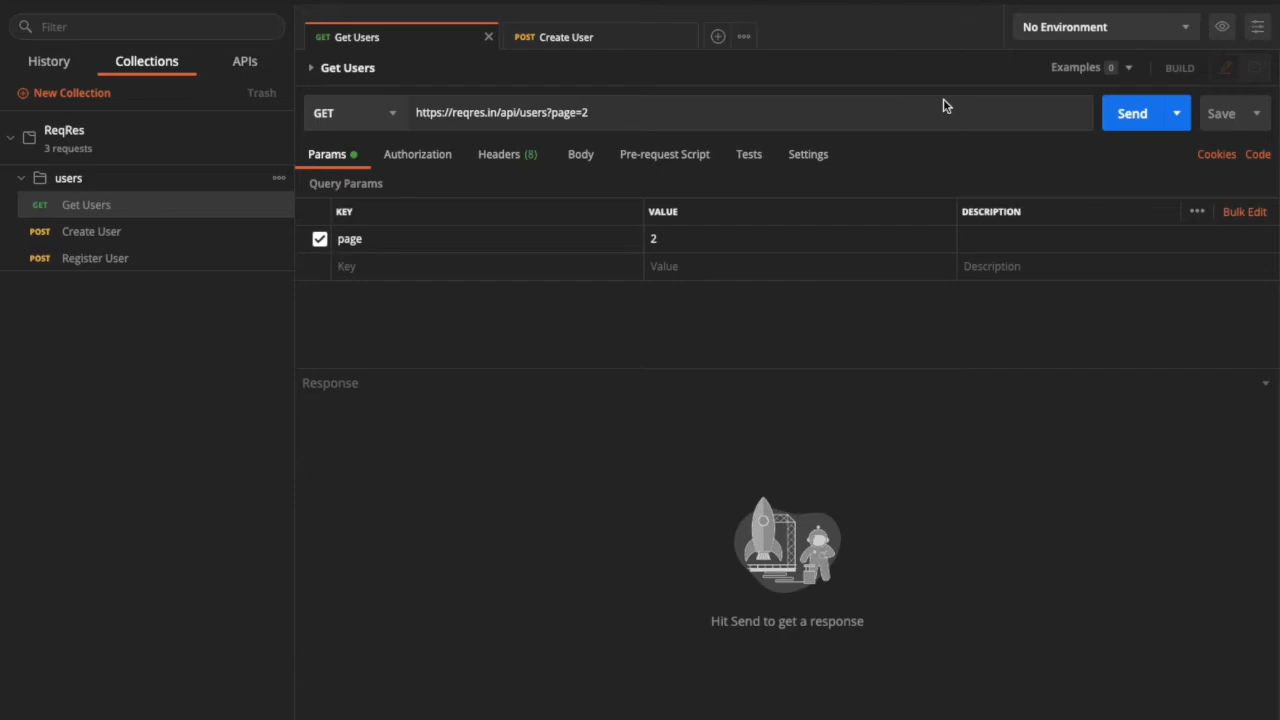 Filter
History Collections APIs
New Collection Trash
ReqRes
3 requests
users
GET Get Users
POST Create User
POST Register User
GET Get Users POST Create User
No Environment
Get Users
Examples 0 BUILD
GET https://reqres.in/api/users?page=2
Send Save
Params Authorization Headers (8) Body Pre-request Script Tests Settings
Cookies Code
Query Params
KEY VALUE DESCRIPTION Bulk Edit
page 2
Key Value Description
Response
Hit Send to get a response